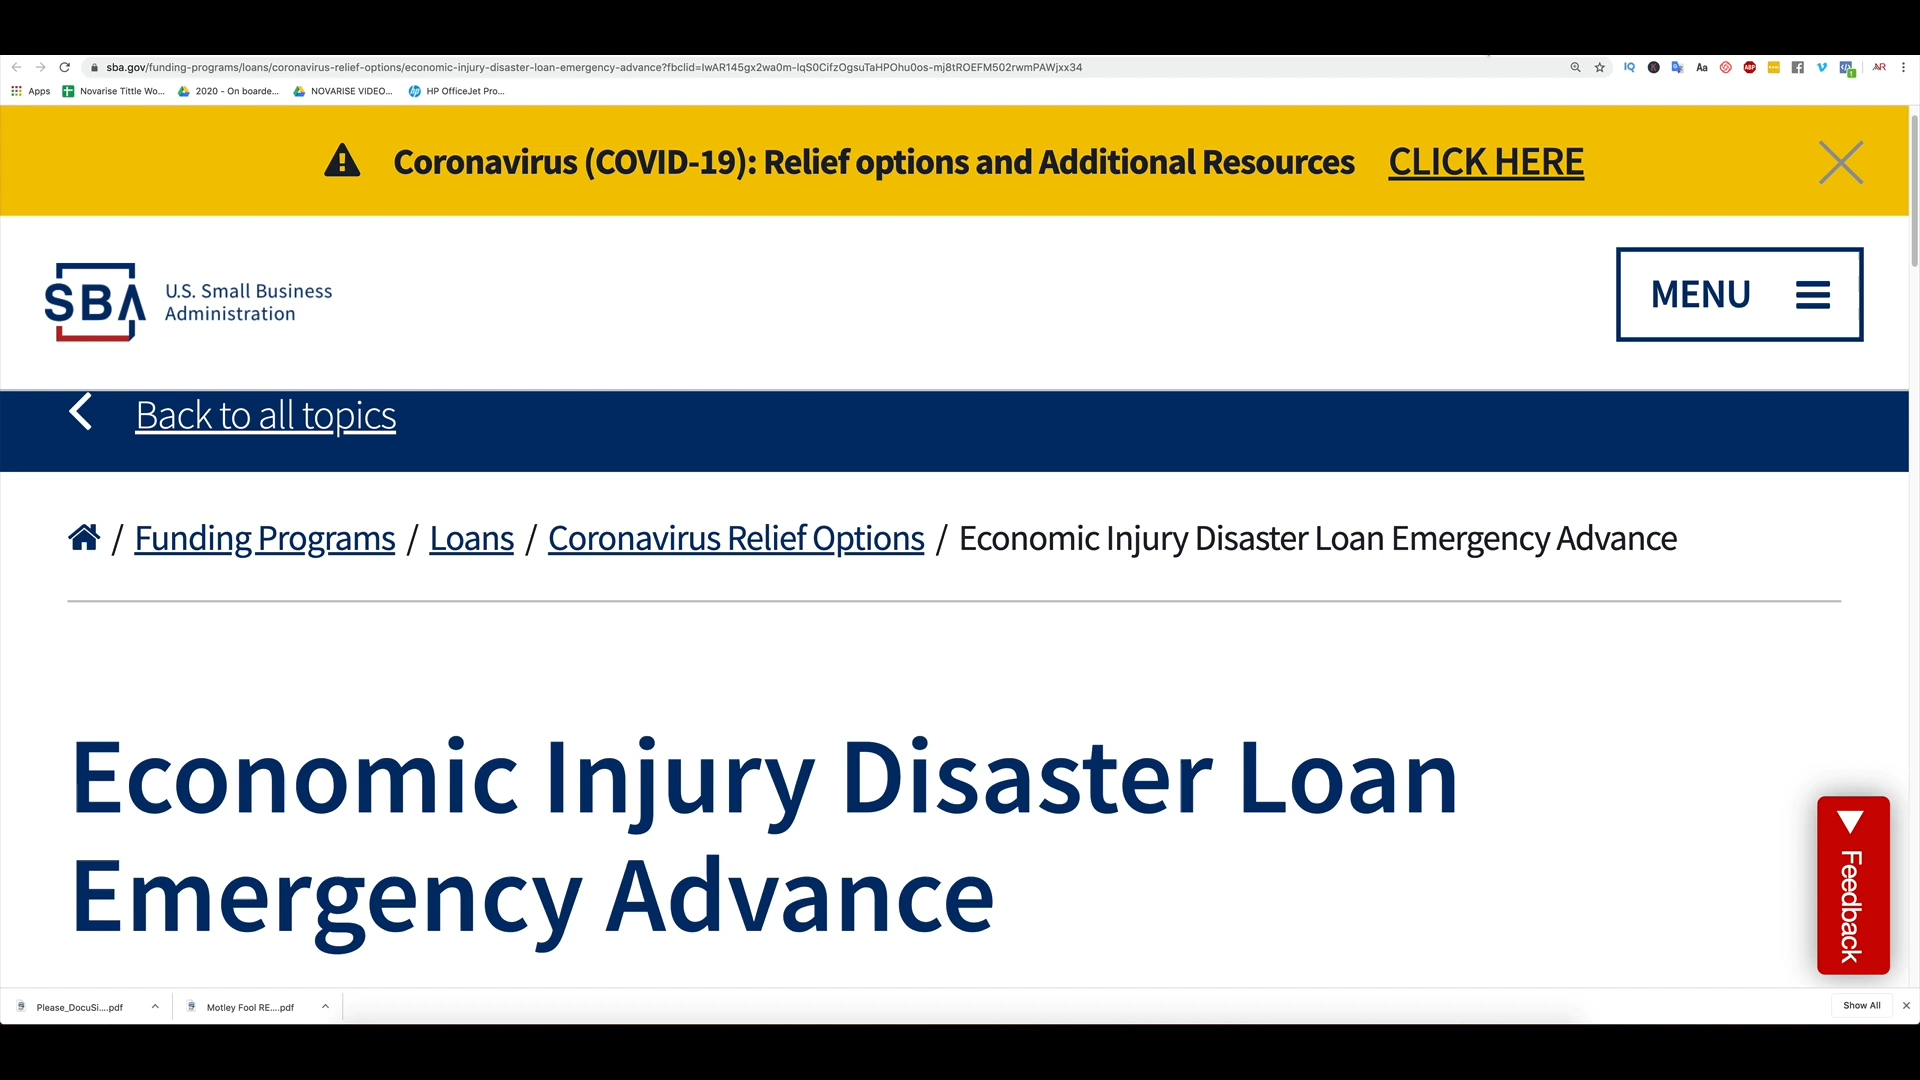 sba.gov/funding-programs/loans/coronavirus-relief-options/economic-injury-disaster-loan-emergency-advance?fbclid=IwAR145gx2wa0m-lqS0CifzOgsuTaHPOhu0os-mj8tROEFM502rwmPAWjxx34
Apps Novarise Tittle Wo... 2020 - On boarde... NOVARISE VIDEO... HP OfficeJet Pro...
Coronavirus (COVID-19): Relief options and Additional Resources CLICK HERE
SBA
U.S. Small Business
Administration
MENU
Back to all topics
/ Funding Programs / Loans / Coronavirus Relief Options / Economic Injury Disaster Loan Emergency Advance
Economic Injury Disaster Loan
Emergency Advance
Feedback
Please_DocuSi....pdf Motley Fool RE....pdf Show All